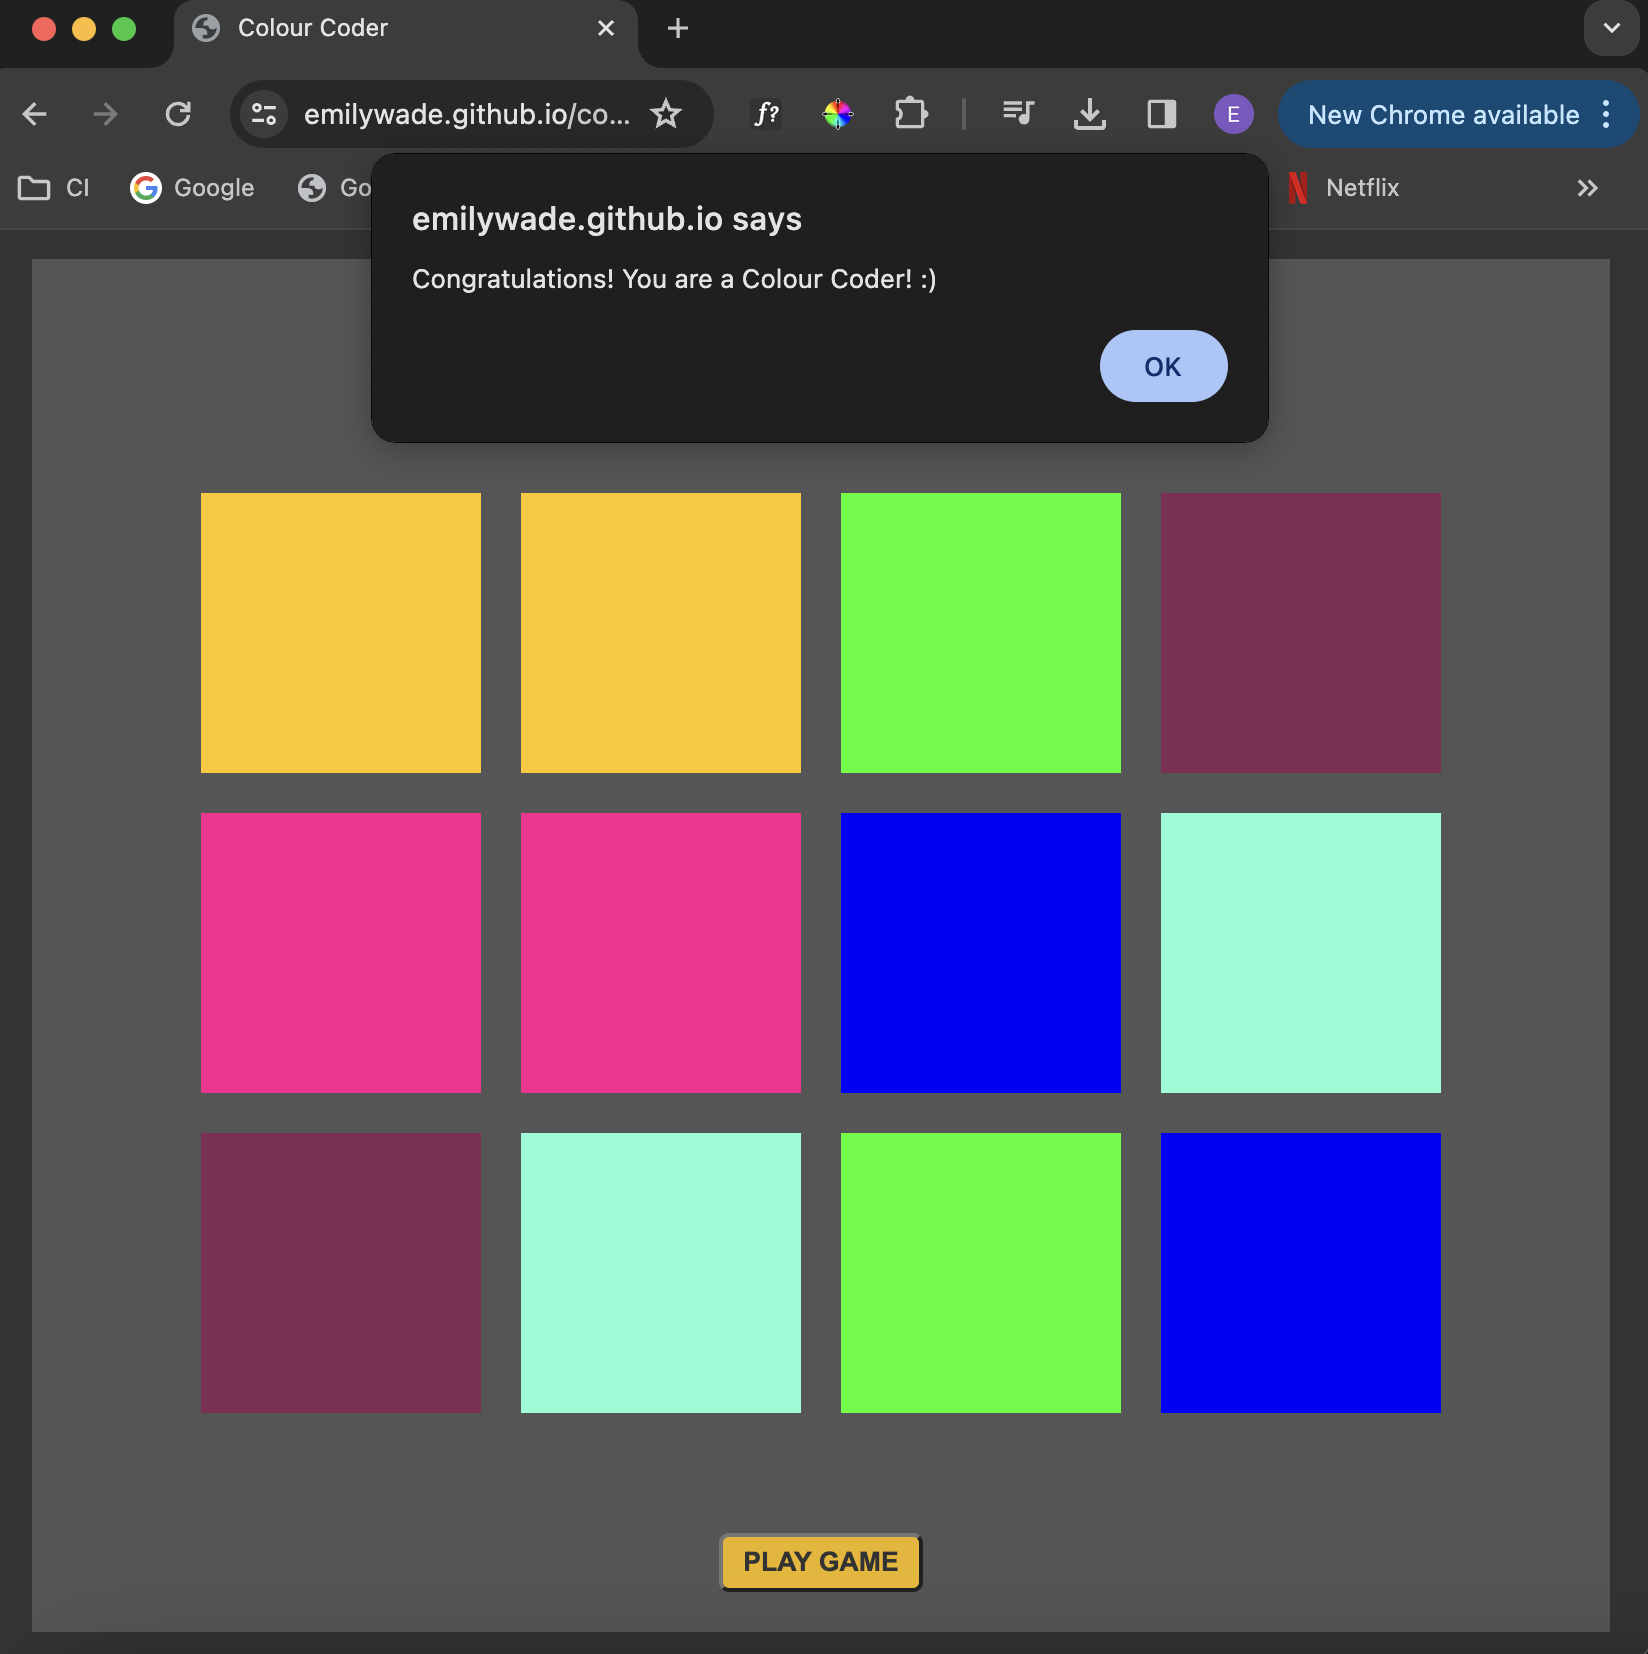 Colour Coder
emilywade.github.io/co...
f?
E
New Chrome available
CI
Google
Go
Netflix
emilywade.github.io says
Congratulations! You are a Colour Coder! :)
OK
PLAY GAME